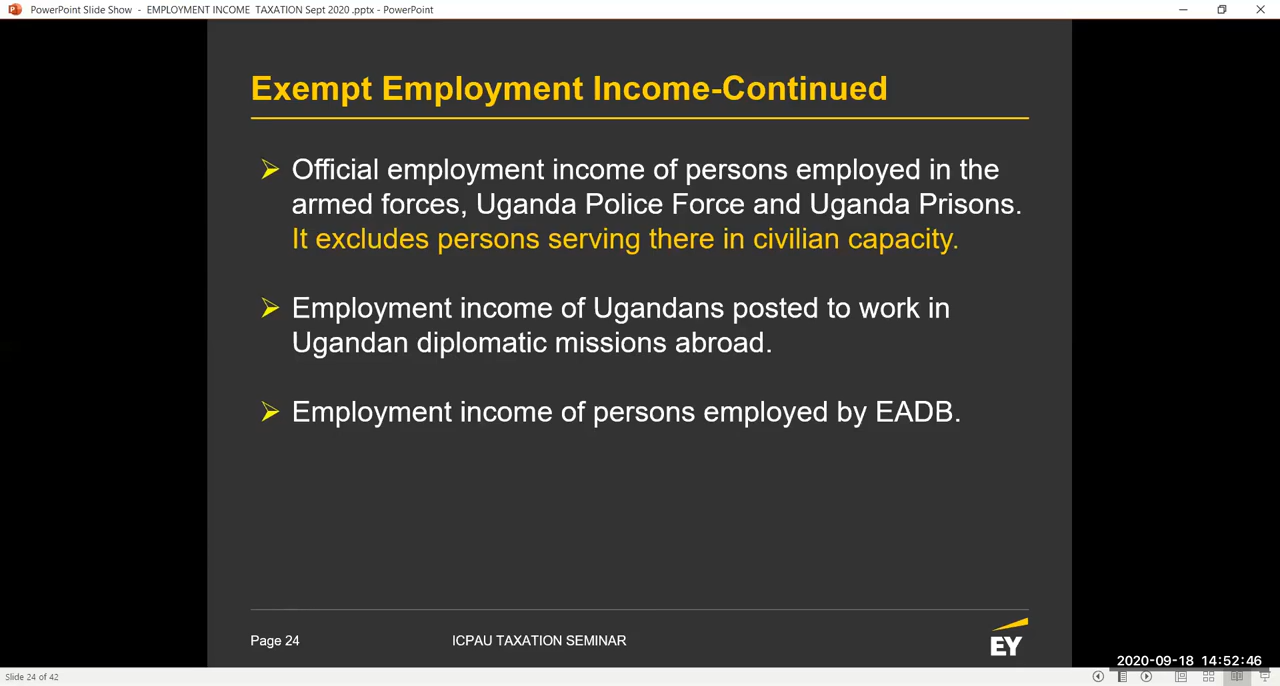 PowerPoint Slide Show - EMPLOYMENT INCOME TAXATION Sept 2020 .pptx - PowerPoint
Exempt Employment Income-Continued
Official employment income of persons employed in the
armed forces, Uganda Police Force and Uganda Prisons.
It excludes persons serving there in civilian capacity.
Employment income of Ugandans posted to work in
Ugandan diplomatic missions abroad.
Employment income of persons employed by EADB.
Page 24
ICPAU TAXATION SEMINAR
EY
2020-09-18 14:52:46
Slide 24 of 42